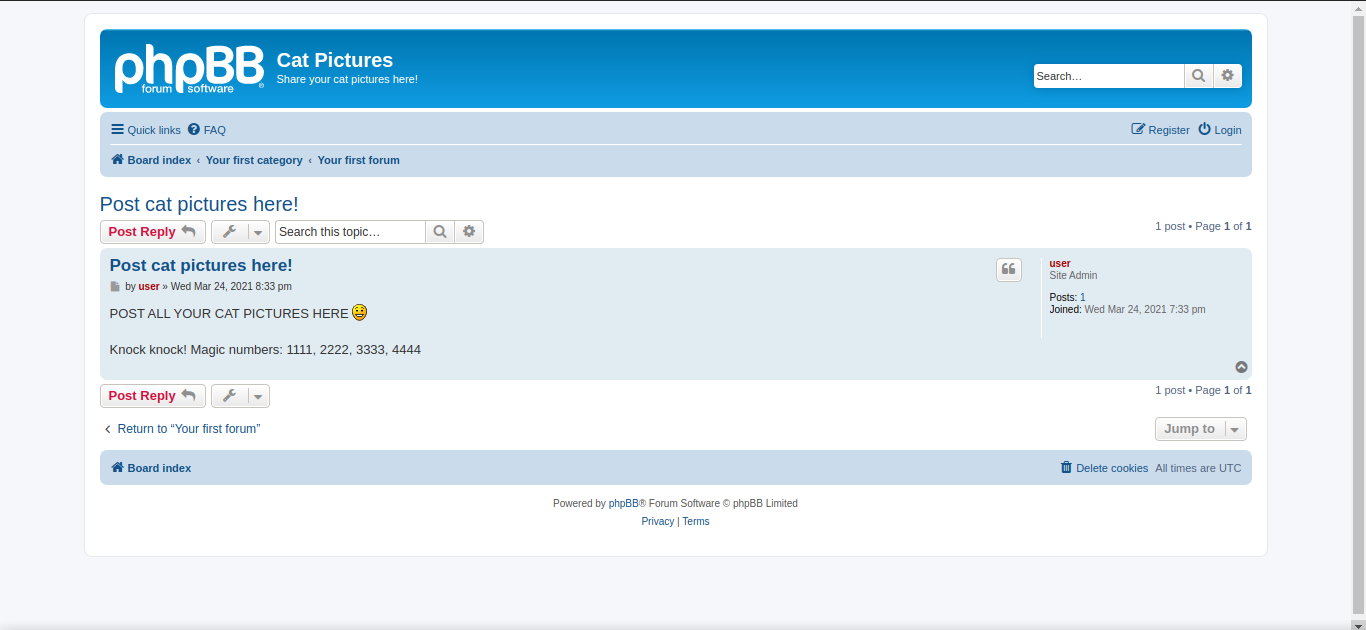 phpBB
forum software ®
Cat Pictures
Share your cat pictures here!
Search…
Quick links FAQ
Register Login
Board index ‹ Your first category ‹ Your first forum
Post cat pictures here!
Post Reply
Search this topic…
1 post • Page 1 of 1
Post cat pictures here!
by user » Wed Mar 24, 2021 8:33 pm
POST ALL YOUR CAT PICTURES HERE
Knock knock! Magic numbers: 1111, 2222, 3333, 4444
user
Site Admin
Posts: 1
Joined: Wed Mar 24, 2021 7:33 pm
Post Reply
1 post • Page 1 of 1
Return to “Your first forum”
Jump to
Board index
Delete cookies All times are UTC
Powered by phpBB® Forum Software © phpBB Limited
Privacy | Terms